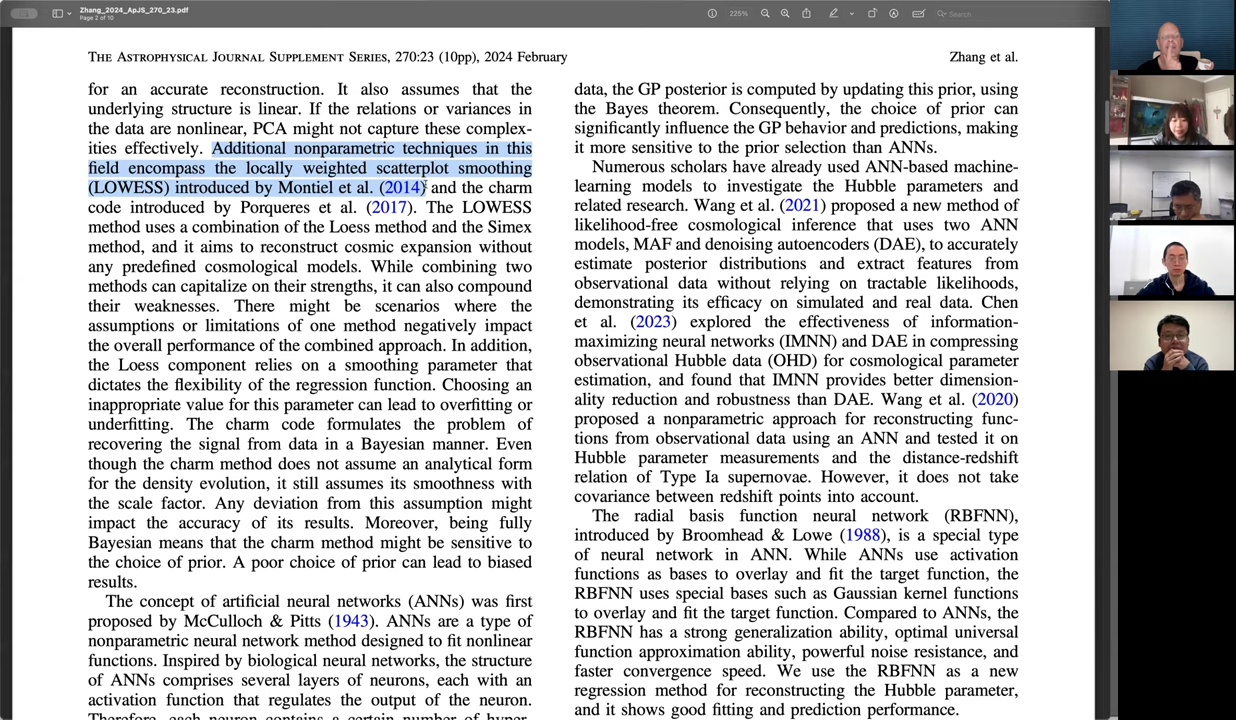 Zhang_2024_ApJS_270_23.pdf
Page 2 of 10
225%
Search
THE ASTROPHYSICAL JOURNAL SUPPLEMENT SERIES, 270:23 (10pp), 2024 February
Zhang et al.
for an accurate reconstruction. It also assumes that the
underlying structure is linear. If the relations or variances in
the data are nonlinear, PCA might not capture these complex-
ities effectively. Additional nonparametric techniques in this
field encompass the locally weighted scatterplot smoothing
(LOWESS) introduced by Montiel et al. (2014) and the charm
code introduced by Porqueres et al. (2017). The LOWESS
method uses a combination of the Loess method and the Simex
method, and it aims to reconstruct cosmic expansion without
any predefined cosmological models. While combining two
methods can capitalize on their strengths, it can also compound
their weaknesses. There might be scenarios where the
assumptions or limitations of one method negatively impact
the overall performance of the combined approach. In addition,
the Loess component relies on a smoothing parameter that
dictates the flexibility of the regression function. Choosing an
inappropriate value for this parameter can lead to overfitting or
underfitting. The charm code formulates the problem of
recovering the signal from data in a Bayesian manner. Even
though the charm method does not assume an analytical form
for the density evolution, it still assumes its smoothness with
the scale factor. Any deviation from this assumption might
impact the accuracy of its results. Moreover, being fully
Bayesian means that the charm method might be sensitive to
the choice of prior. A poor choice of prior can lead to biased
results.
The concept of artificial neural networks (ANNs) was first
proposed by McCulloch & Pitts (1943). ANNs are a type of
nonparametric neural network method designed to fit nonlinear
functions. Inspired by biological neural networks, the structure
of ANNs comprises several layers of neurons, each with an
activation function that regulates the output of the neuron.
Therefore, each neuron contains a certain number of hyper-
data, the GP posterior is computed by updating this prior, using
the Bayes theorem. Consequently, the choice of prior can
significantly influence the GP behavior and predictions, making
it more sensitive to the prior selection than ANNs.
Numerous scholars have already used ANN-based machine-
learning models to investigate the Hubble parameters and
related research. Wang et al. (2021) proposed a new method of
likelihood-free cosmological inference that uses two ANN
models, MAF and denoising autoencoders (DAE), to accurately
estimate posterior distributions and extract features from
observational data without relying on tractable likelihoods,
demonstrating its efficacy on simulated and real data. Chen
et al. (2023) explored the effectiveness of information-
maximizing neural networks (IMNN) and DAE in compressing
observational Hubble data (OHD) for cosmological parameter
estimation, and found that IMNN provides better dimension-
ality reduction and robustness than DAE. Wang et al. (2020)
proposed a nonparametric approach for reconstructing func-
tions from observational data using an ANN and tested it on
Hubble parameter measurements and the distance-redshift
relation of Type Ia supernovae. However, it does not take
covariance between redshift points into account.
The radial basis function neural network (RBFNN),
introduced by Broomhead & Lowe (1988), is a special type
of neural network in ANN. While ANNs use activation
functions as bases to overlay and fit the target function, the
RBFNN uses special bases such as Gaussian kernel functions
to overlay and fit the target function. Compared to ANNs, the
RBFNN has a strong generalization ability, optimal universal
function approximation ability, powerful noise resistance, and
faster convergence speed. We use the RBFNN as a new
regression method for reconstructing the Hubble parameter,
and it shows good fitting and prediction performance.